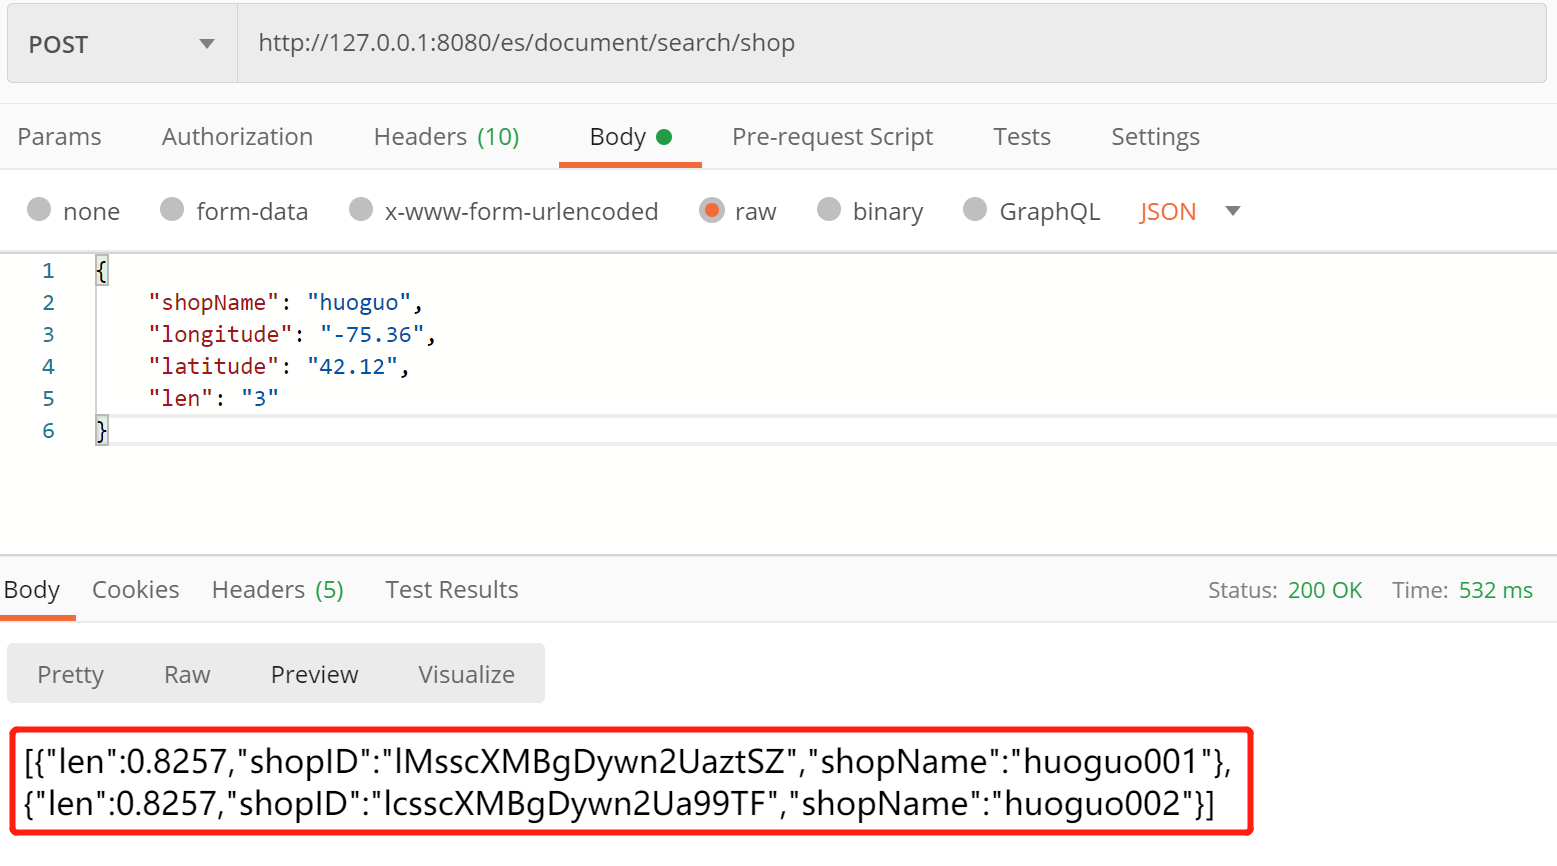 POST http://127.0.0.1:8080/es/document/search/shop
Params Authorization Headers (10) Body Pre-request Script Tests Settings
none form-data x-www-form-urlencoded raw binary GraphQL JSON
1 {
2 "shopName": "huoguo",
3 "longitude": "-75.36",
4 "latitude": "42.12",
5 "len": "3"
6 }
Body Cookies Headers (5) Test Results Status: 200 OK Time: 532 ms
Pretty Raw Preview Visualize
[{"len":0.8257,"shopID":"lMsscXMBgDywn2UaztSZ","shopName":"huoguo001"},
{"len":0.8257,"shopID":"lcsscXMBgDywn2Ua99TF","shopName":"huoguo002"}]